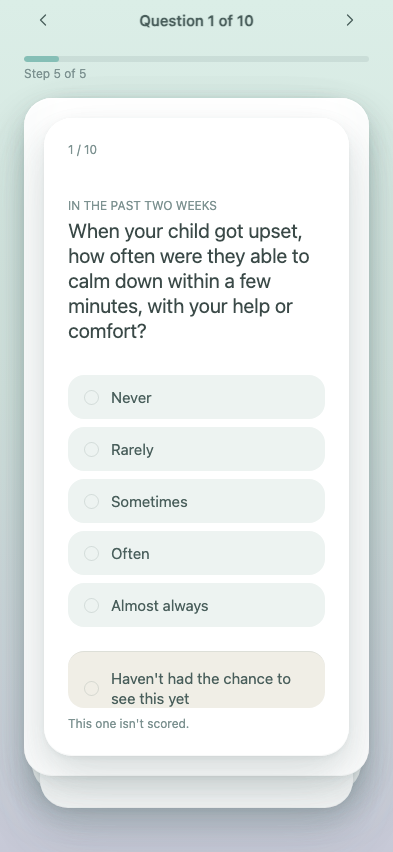 Question 1 of 10
Step 5 of 5
1 / 10
IN THE PAST TWO WEEKS
When your child got upset,
how often were they able to
calm down within a few
minutes, with your help or
comfort?
Never
Rarely
Sometimes
Often
Almost always
Haven't had the chance to
see this yet
This one isn't scored.